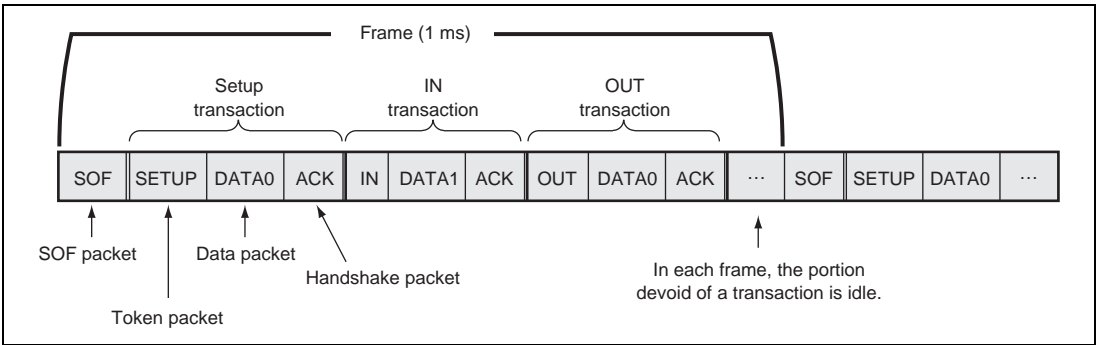 Frame (1 ms)
Setup
transaction
IN
transaction
OUT
transaction
SOF SETUP DATA0 ACK IN DATA1 ACK OUT DATA0 ACK ... SOF SETUP DATA0 ...
SOF packet
Data packet
Handshake packet
Token packet
In each frame, the portion
devoid of a transaction is idle.